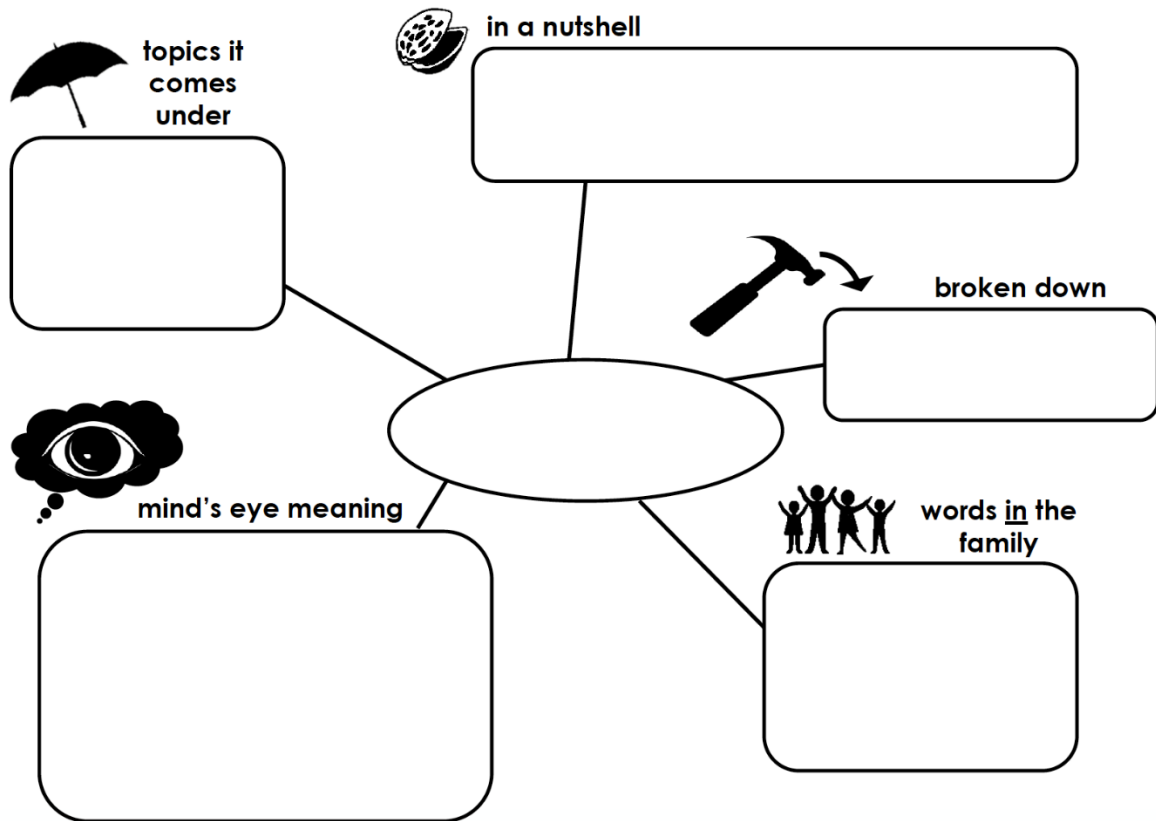 in a nutshell
topics it
comes
under
broken down
mind's eye meaning
words in the
family